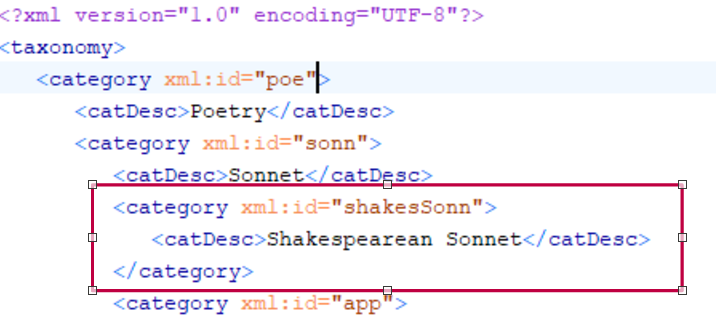 <?xml version="1.0" encoding="UTF-8"?>
<taxonomy>
<category xml:id="poe">
<catDesc>Poetry</catDesc>
<category xml:id="sonn">
<catDesc>Sonnet</catDesc>
<category xml:id="shakesSonn">
<catDesc>Shakespearean Sonnet</catDesc>
</category>
<category xml:id="app">